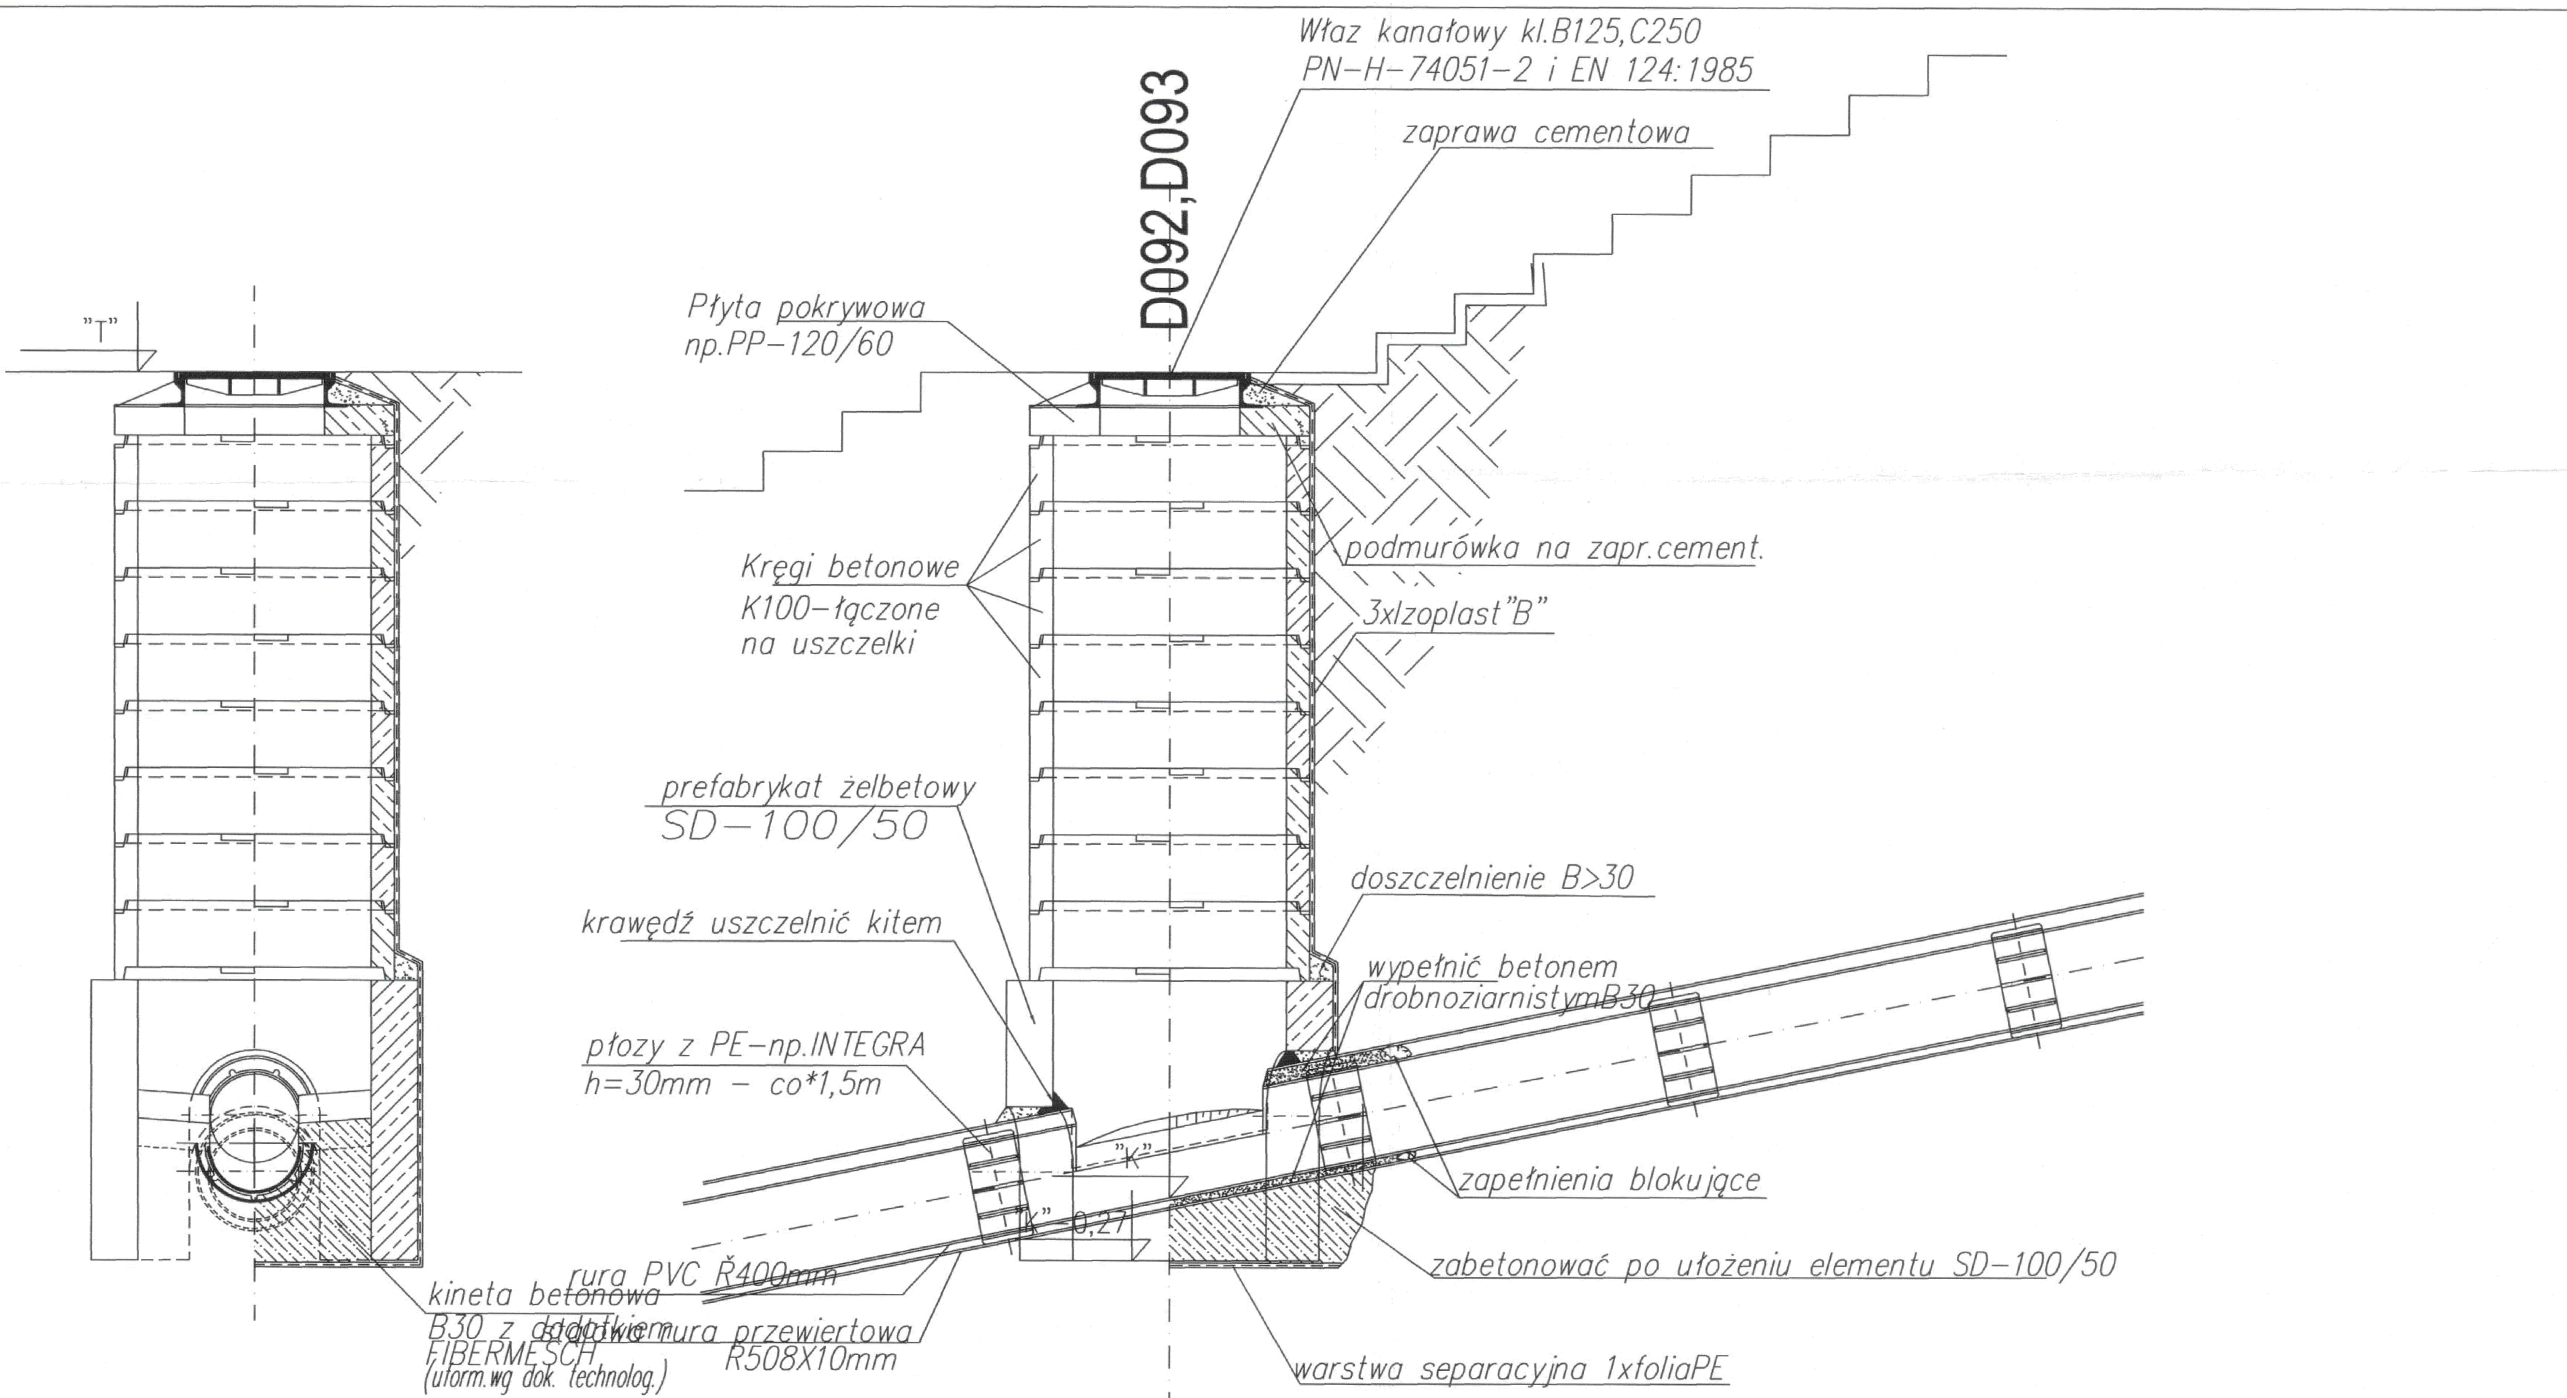 Właz kanałowy kl.B125,C250
PN-H-74051-2 i EN 124:1985
zaprawa cementowa
D092,D093
"T"
Płyta pokrywowa
np.PP-120/60
podmurówka na zapr.cement.
Kręgi betonowe
K100-łączone
na uszczelki
3xIzoplast"B"
prefabrykat żelbetowy
SD-100/50
doszczelnienie B>30
krawędź uszczelnić kitem
wypełnić betonem
drobnoziarnistymB30
płozy z PE-np.INTEGRA
h=30mm - co*1,5m
"K"
zapełnienia blokujące
"K"-0,27
zabetonować po ułożeniu elementu SD-100/50
rura PVC Ř400mm
kineta betonowa
B30 z dodatkiem
FIBERMESCH
(uform.wg dok. technolog.)
stalowa rura przewiertowa
R508X10mm
warstwa separacyjna 1xfoliaPE